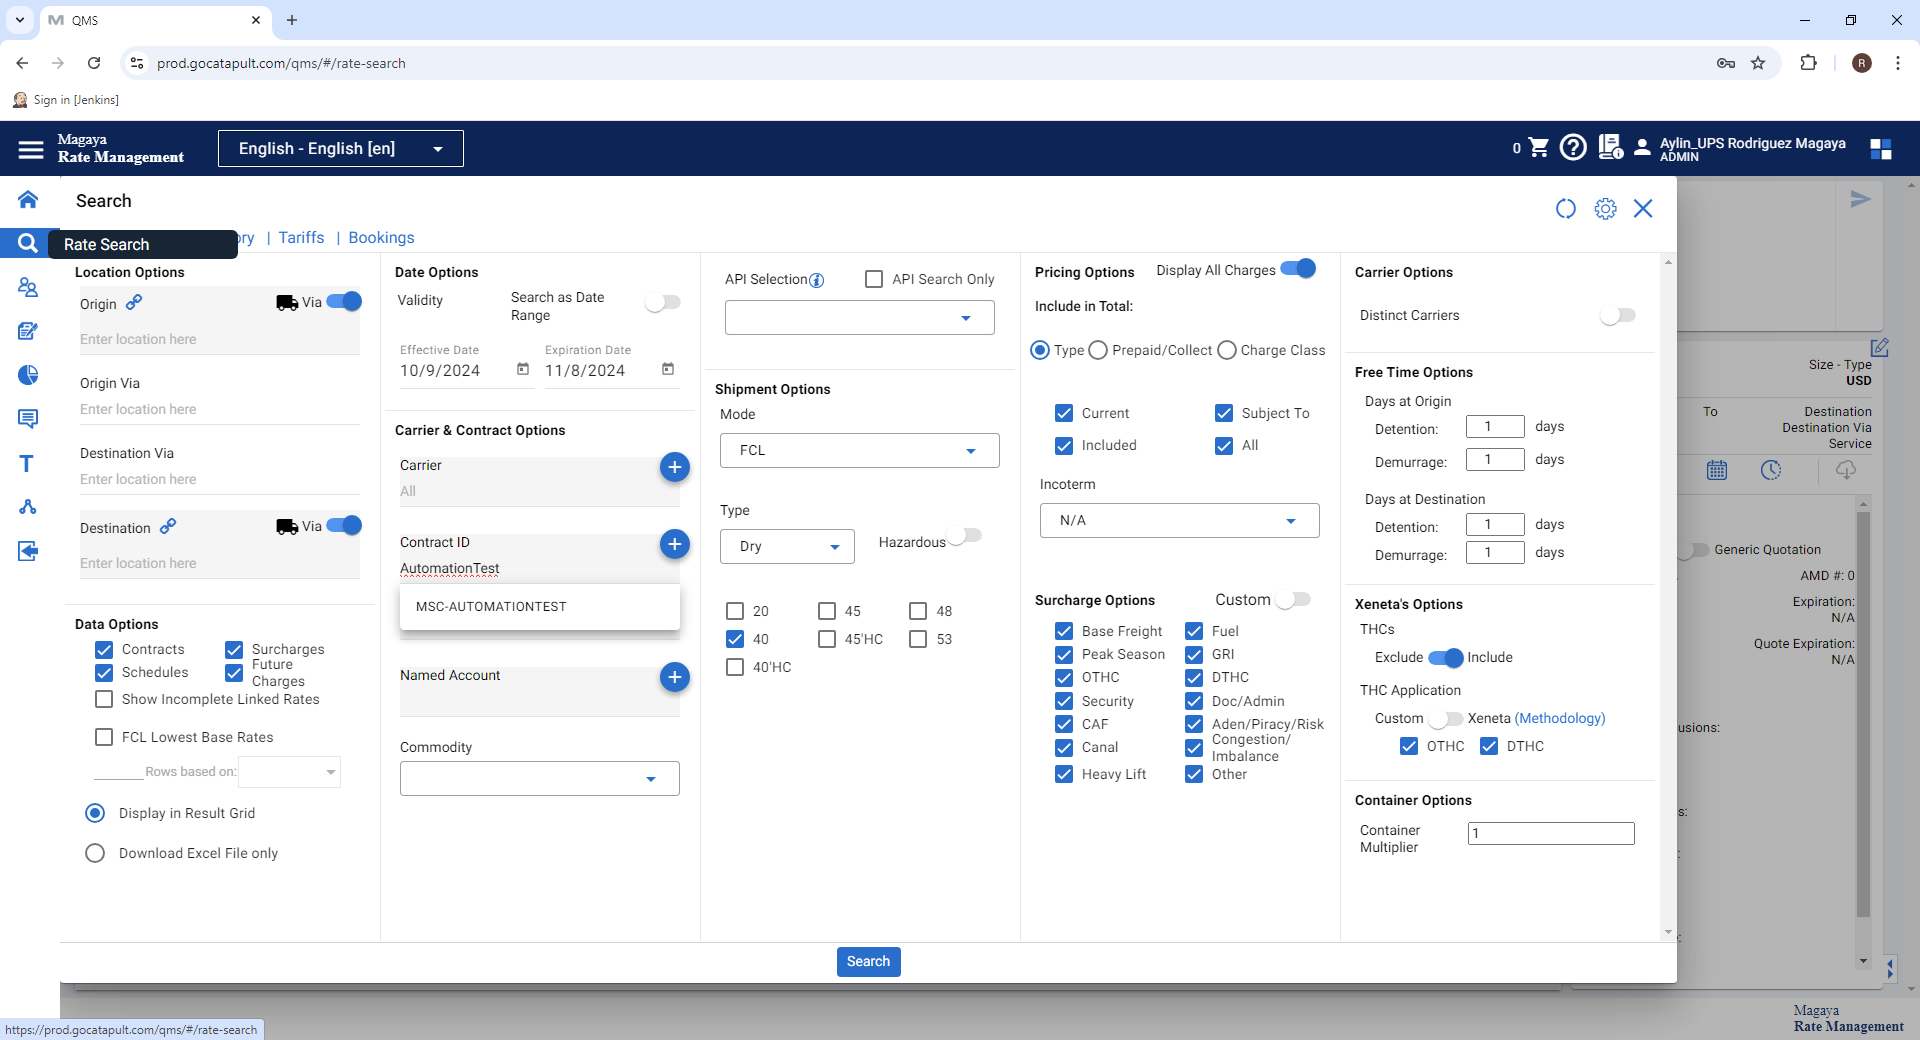 QMS
prod.gocatapult.com/qms/#/rate-search
R
Sign in [Jenkins]
Magaya
Rate Management
English - English [en]
0
Aylin_UPS Rodriguez Magaya
ADMIN
Search
Rate Search
ory | Tariffs | Bookings
Location Options
Origin
Via
Enter location here
Origin Via
Enter location here
Destination Via
Enter location here
Destination
Via
Enter location here
Data Options
Contracts
Surcharges
Schedules
Future Charges
Show Incomplete Linked Rates
FCL Lowest Base Rates
Rows based on:
Display in Result Grid
Download Excel File only
Date Options
Validity
Search as Date Range
Effective Date
10/9/2024
Expiration Date
11/8/2024
Carrier & Contract Options
Carrier
All
Contract ID
AutomationTest
MSC-AUTOMATIONTEST
Named Account
Commodity
API Selection
API Search Only
Shipment Options
Mode
FCL
Type
Dry
Hazardous
20
45
48
40
45'HC
53
40'HC
Pricing Options
Display All Charges
Include in Total:
Type
Prepaid/Collect
Charge Class
Current
Subject To
Included
All
Incoterm
N/A
Surcharge Options
Custom
Base Freight
Fuel
Peak Season
GRI
OTHC
DTHC
Security
Doc/Admin
CAF
Aden/Piracy/Risk
Canal
Congestion/
Imbalance
Heavy Lift
Other
Carrier Options
Distinct Carriers
Free Time Options
Days at Origin
Detention: 1 days
Demurrage: 1 days
Days at Destination
Detention: 1 days
Demurrage: 1 days
Xeneta's Options
THCs
Exclude
Include
THC Application
Custom
Xeneta (Methodology)
OTHC
DTHC
Container Options
Container Multiplier
1
Search
Size - Type
USD
To
Destination
Destination Via
Service
Generic Quotation
AMD #: 0
Expiration:
N/A
Quote Expiration:
N/A
usions:
s:
:
:
https://prod.gocatapult.com/qms/#/rate-search
Magaya
Rate Management